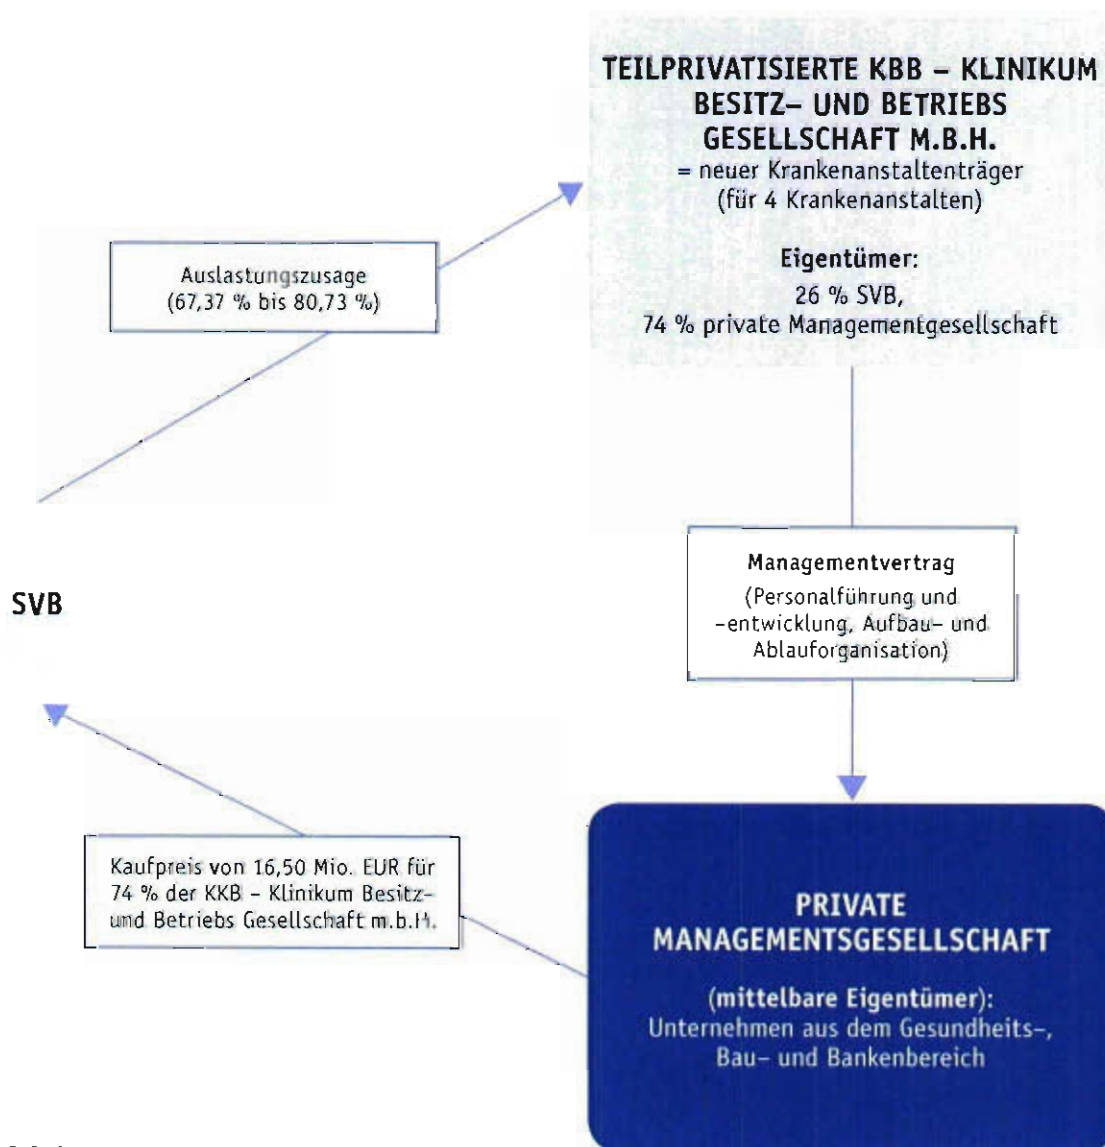 TEILPRIVATISIERTE KBB – KLINIKUM
BESITZ– UND BETRIEBS
GESELLSCHAFT M.B.H.
= neuer Krankenanstaltenträger
(für 4 Krankenanstalten)
Eigentümer:
26 % SVB,
74 % private Managementgesellschaft
Auslastungszusage
(67,37 % bis 80,73 %)
Managementvertrag
(Personalführung und
–entwicklung, Aufbau– und
Ablauforganisation)
SVB
Kaufpreis von 16,50 Mio. EUR für
74 % der KKB – Klinikum Besitz–
und Betriebs Gesellschaft m.b.H.
PRIVATE
MANAGEMENTSGESELLSCHAFT
(mittelbare Eigentümer):
Unternehmen aus dem Gesundheits–,
Bau– und Bankenbereich